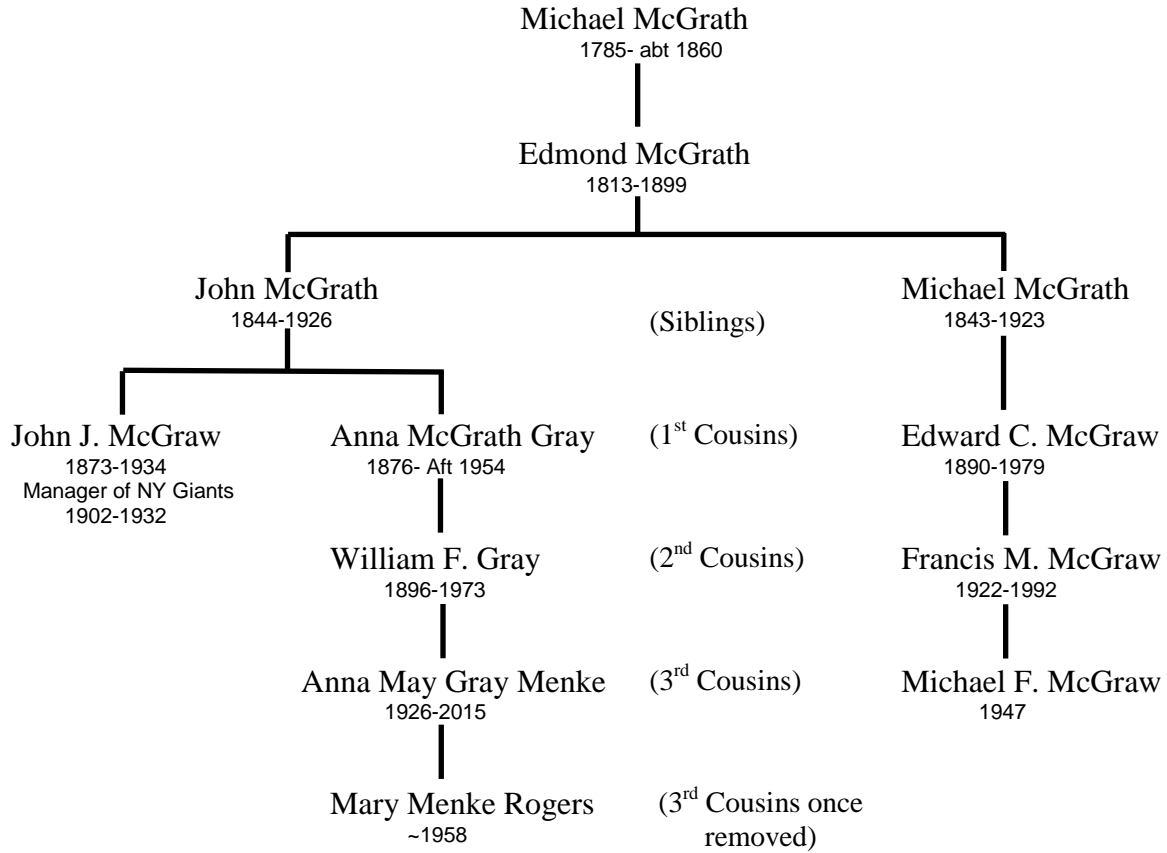 Michael McGrath
1785- abt 1860
Edmond McGrath
1813-1899
John McGrath
1844-1926
(Siblings)
Michael McGrath
1843-1923
John J. McGraw
1873-1934
Manager of NY Giants
1902-1932
Anna McGrath Gray
1876- Aft 1954
(1st Cousins)
Edward C. McGraw
1890-1979
William F. Gray
1896-1973
(2nd Cousins)
Francis M. McGraw
1922-1992
Anna May Gray Menke
1926-2015
(3rd Cousins)
Michael F. McGraw
1947
Mary Menke Rogers
~1958
(3rd Cousins once
removed)